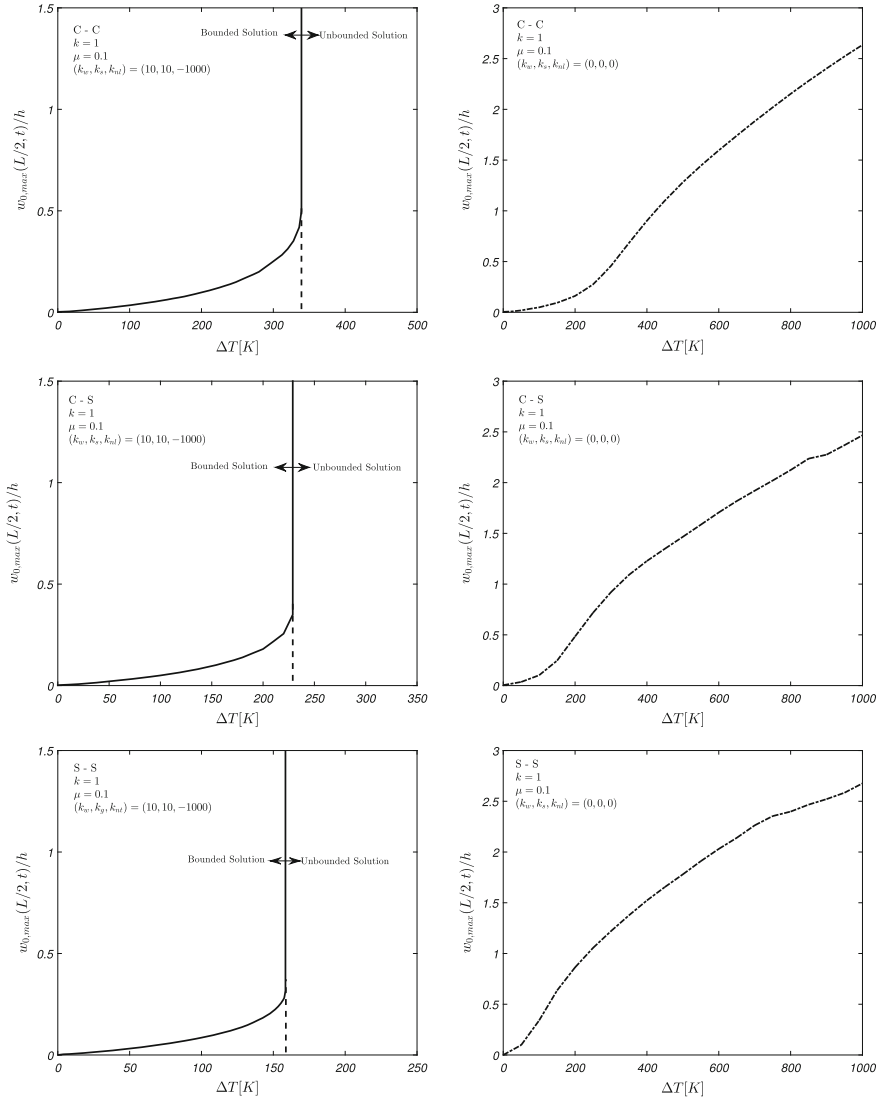 C - C
k = 1
μ = 0.1
(k_w, k_s, k_nl) = (10, 10, −1000)
Bounded Solution
Unbounded Solution
w_{0,max}(L/2, t)/h
1.5
1
0.5
0
0 100 200 300 400 500
ΔT[K]
C - C
k = 1
μ = 0.1
(k_w, k_s, k_nl) = (0, 0, 0)
w_{0,max}(L/2, t)/h
3
2.5
2
1.5
1
0.5
0
0 200 400 600 800 1000
ΔT[K]
C - S
k = 1
μ = 0.1
(k_w, k_s, k_nl) = (10, 10, −1000)
Bounded Solution
Unbounded Solution
w_{0,max}(L/2, t)/h
1.5
1
0.5
0
0 50 100 150 200 250 300 350
ΔT[K]
C - S
k = 1
μ = 0.1
(k_w, k_s, k_nl) = (0, 0, 0)
w_{0,max}(L/2, t)/h
3
2.5
2
1.5
1
0.5
0
0 200 400 600 800 1000
ΔT[K]
S - S
k = 1
μ = 0.1
(k_w, k_g, k_nl) = (10, 10, −1000)
Bounded Solution
Unbounded Solution
w_{0,max}(L/2, t)/h
1.5
1
0.5
0
0 50 100 150 200 250
ΔT[K]
S - S
k = 1
μ = 0.1
(k_w, k_s, k_nl) = (0, 0, 0)
w_{0,max}(L/2, t)/h
3
2.5
2
1.5
1
0.5
0
0 200 400 600 800 1000
ΔT[K]